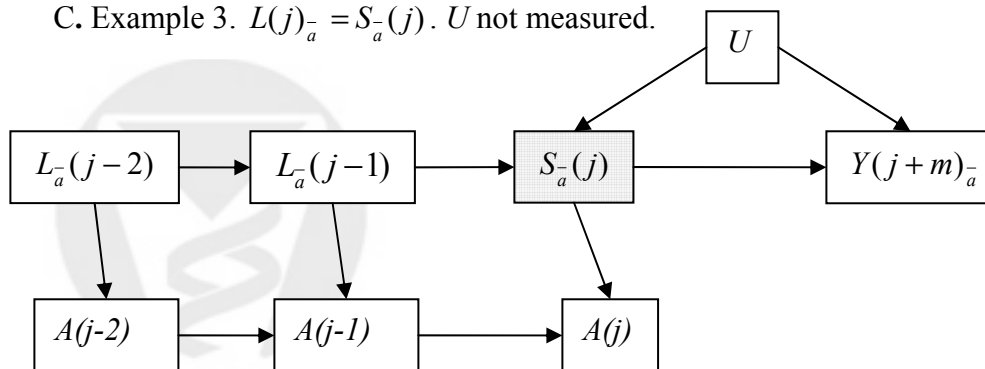 C. Example 3. L(j)_ā = S_ā(j). U not measured.
U
L_ā(j−2) L_ā(j−1) S_ā(j) Y(j+m)_ā
A(j-2) A(j-1) A(j)